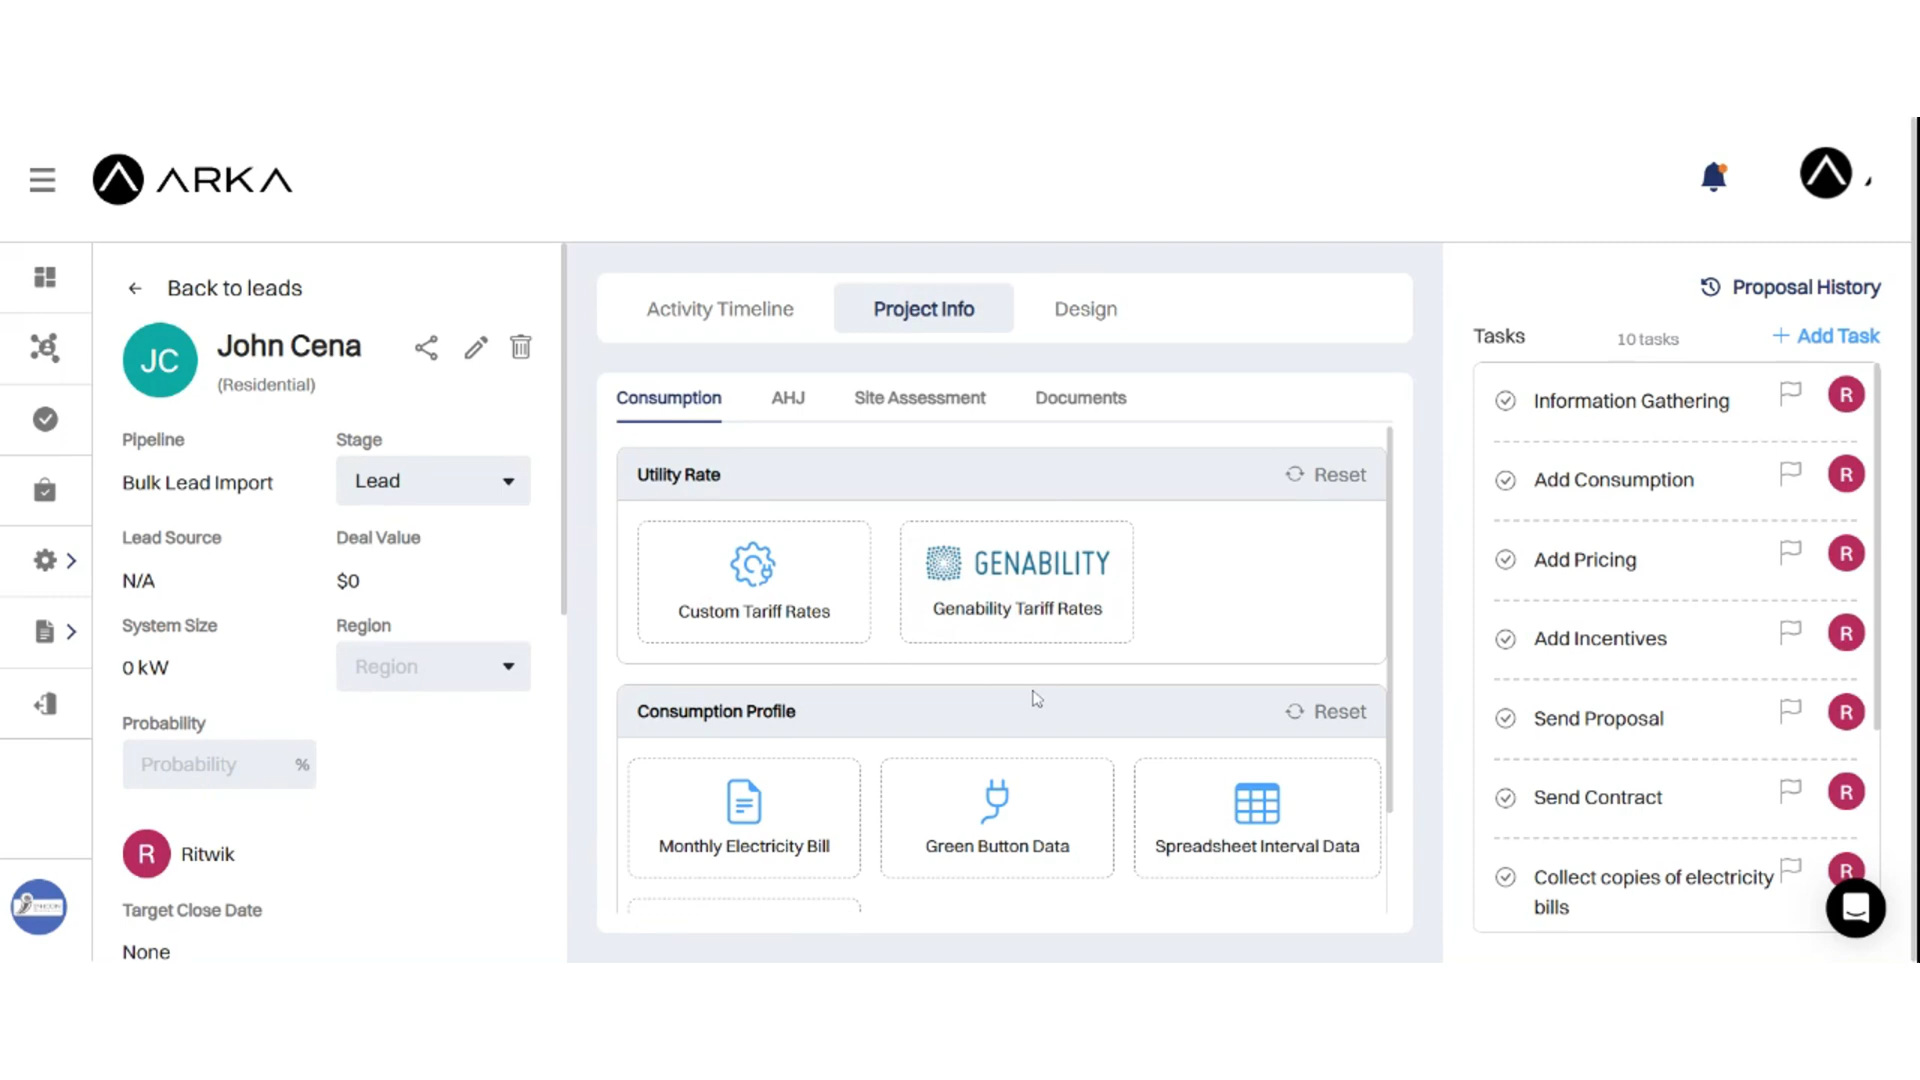 ARKA
Back to leads
JC
John Cena
(Residential)
Pipeline
Stage
Bulk Lead Import
Lead
Lead Source
Deal Value
N/A
$0
System Size
Region
0 kW
Region
Probability
Probability %
R Ritwik
Target Close Date
None
Activity Timeline
Project Info
Design
Consumption
AHJ
Site Assessment
Documents
Utility Rate
Reset
Custom Tariff Rates
GENABILITY
Genability Tariff Rates
Consumption Profile
Reset
Monthly Electricity Bill
Green Button Data
Spreadsheet Interval Data
Proposal History
Tasks
10 tasks
+ Add Task
Information Gathering
R
Add Consumption
R
Add Pricing
R
Add Incentives
R
Send Proposal
R
Send Contract
R
Collect copies of electricity
bills
R